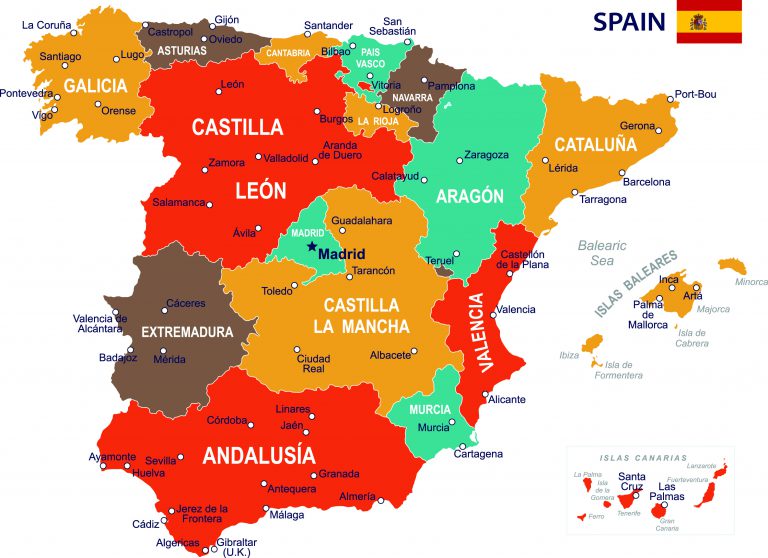 SPAIN
La Coruña
Castropol
Gijón
Oviedo
Santander
San
Sebastián
Santiago
Lugo
ASTURIAS
CANTABRIA
Bilbao
PAIS
VASCO
GALICIA
León
Vitoria
Pamplona
NAVARRA
Port-Bou
Pontevedra
Orense
Vigo
Burgos
Logroño
LA RIOJA
Gerona
CASTILLA
CATALUÑA
Zamora
Valladolid
Aranda
de Duero
Zaragoza
Lérida
Calatayud
Barcelona
LEÓN
ARAGÓN
Tarragona
Salamanca
Ávila
Guadalahara
MADRID
Madrid
Tarancón
Teruel
Castellón
de la Plana
Balearic
Sea
ISLAS BALEARES
Toledo
Inca
Artá
Minorca
Palma
de Mallorca
Majorca
Isla de
Cabrera
Cáceres
Valencia de
Alcántara
EXTREMADURA
CASTILLA
LA MANCHA
Valencia
VALENCIA
Badajoz
Mérida
Ciudad
Real
Albacete
Ibiza
Isla de
Formentera
Alicante
MURCIA
Murcia
Linares
Córdoba
Jaén
Cartagena
ANDALUSÍA
Ayamonte
Huelva
Sevilla
Granada
Antequera
Almería
Jerez de la
Frontera
Málaga
Cádiz
Algericas
Gibraltar
(U.K.)
ISLAS CANARIAS
La Palma
Isla
de la
Gomera
Santa
Cruz
Las
Palmas
Lanzarote
Fuerteventura
Ferro
Tenerife
Gran
Canaria